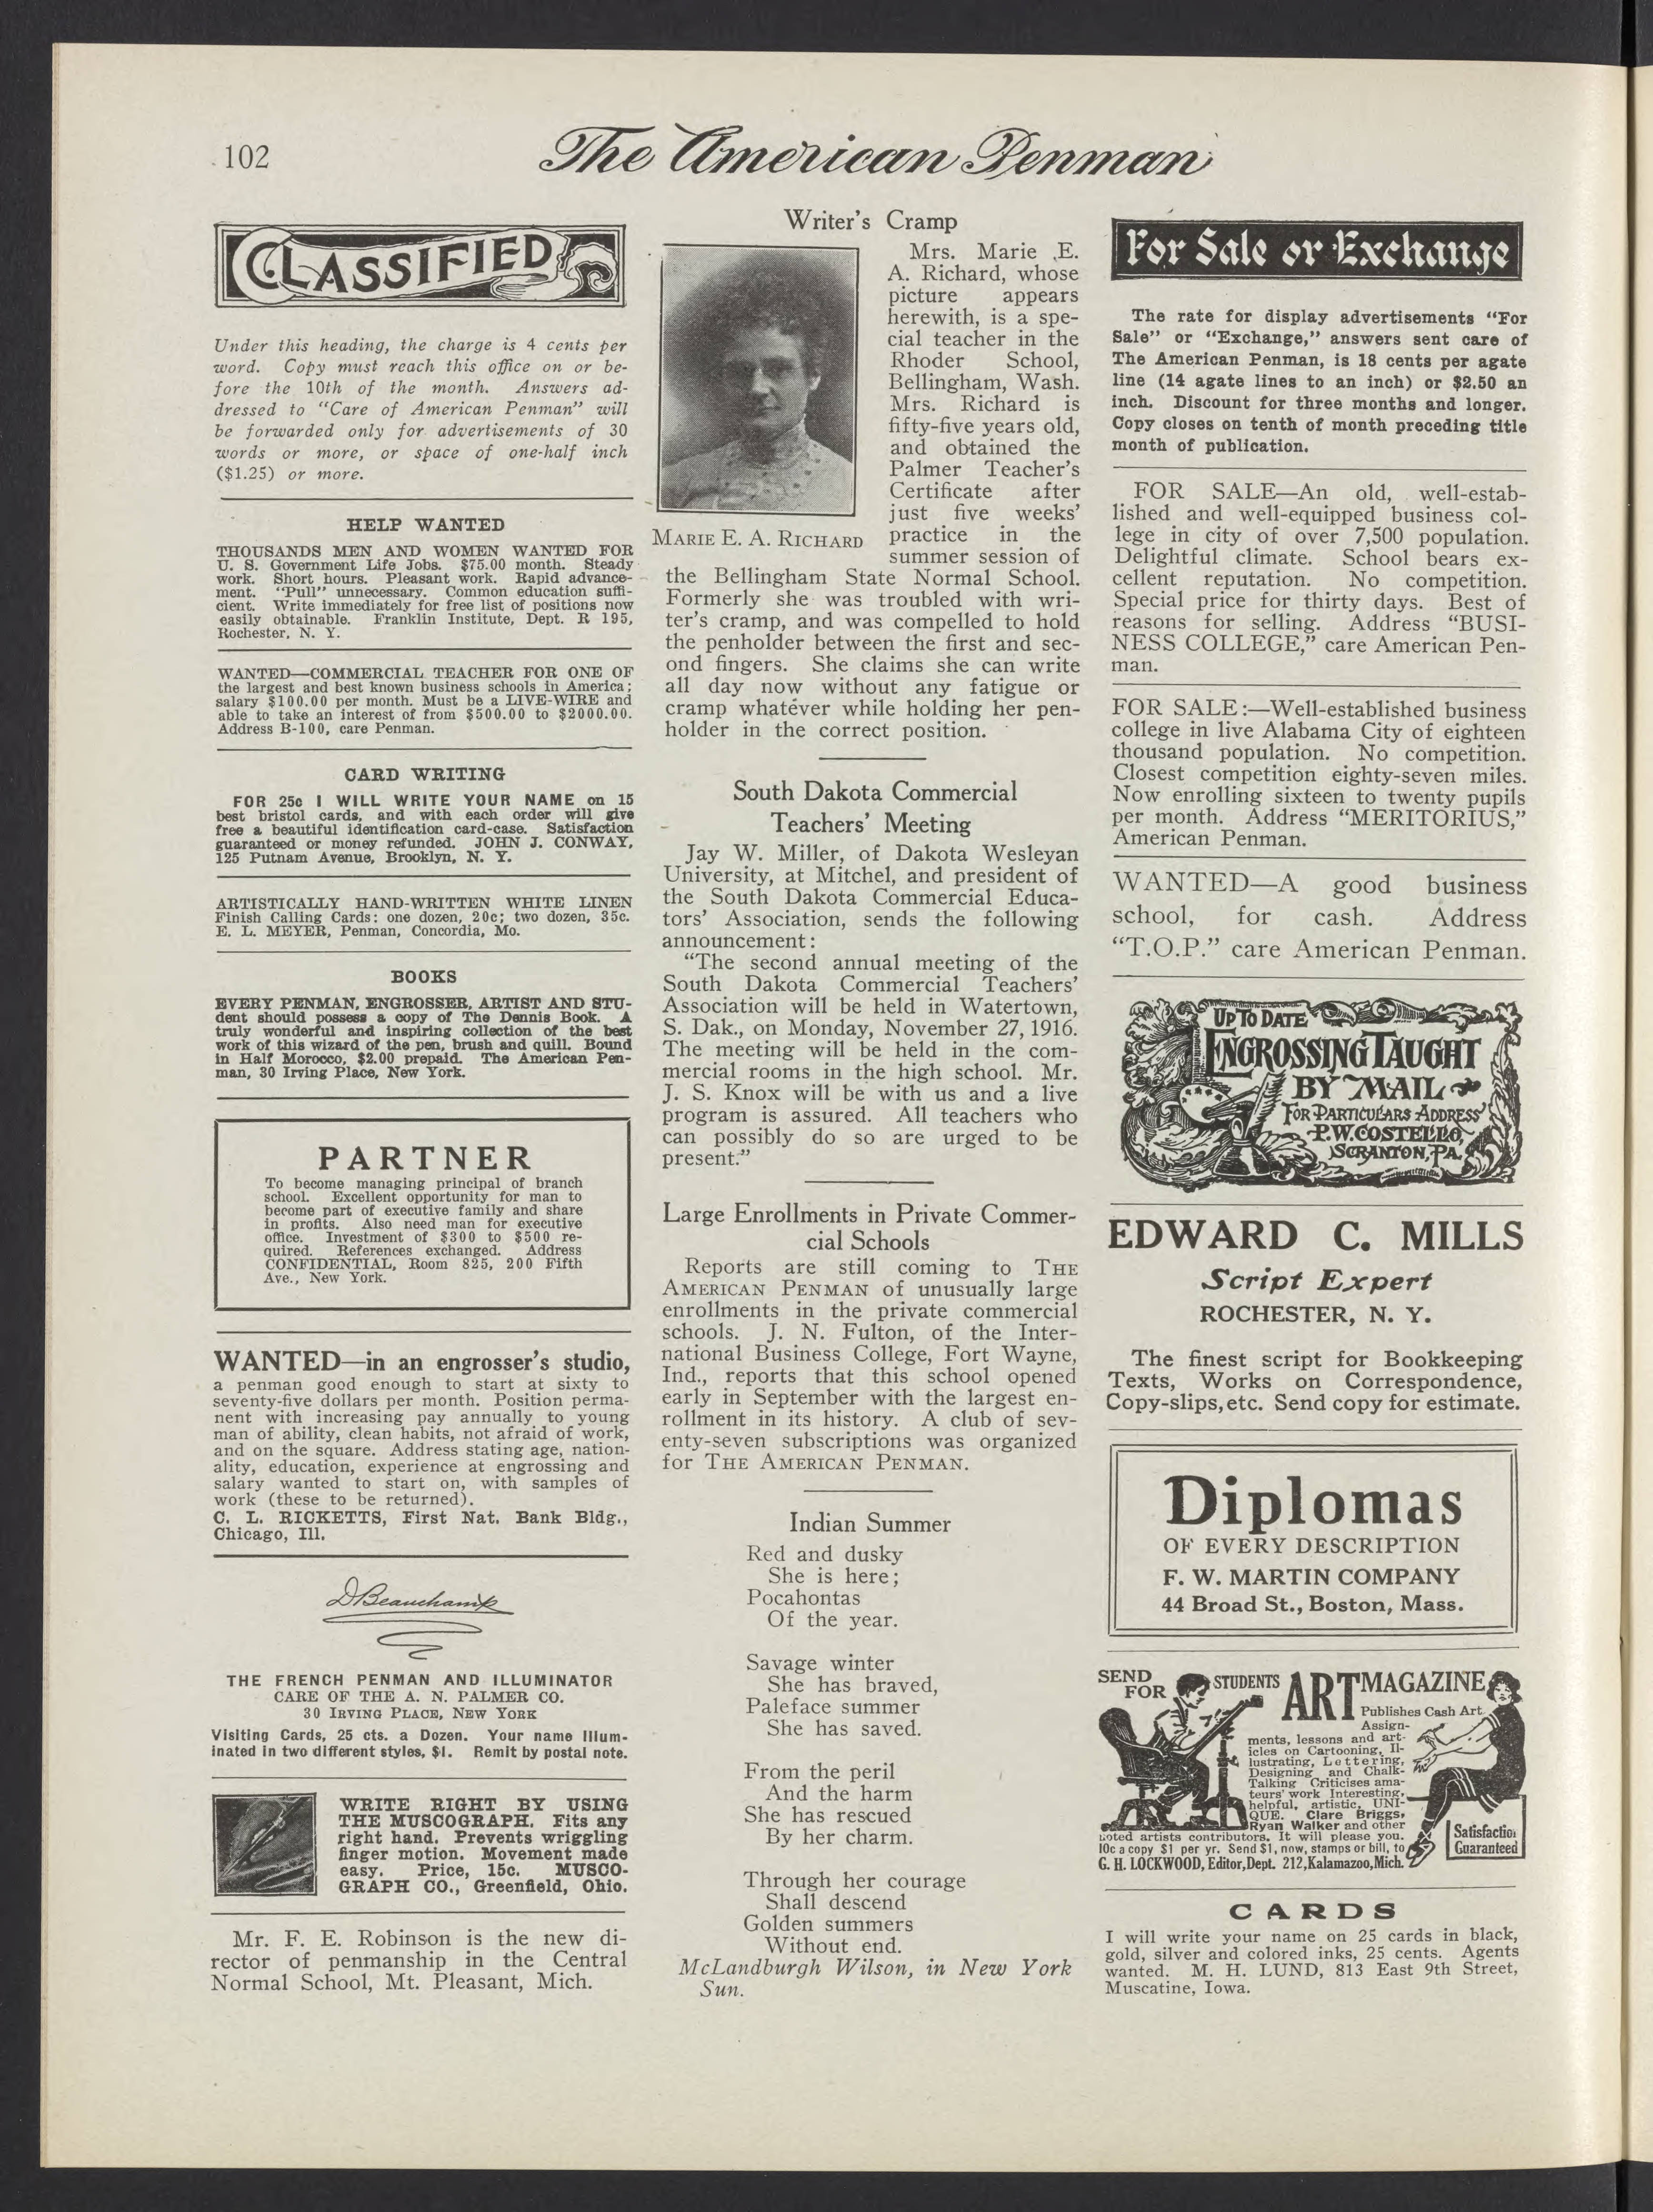 102
The American Penman
CLASSIFIED
Under this heading, the charge is 4 cents per
word. Copy must reach this office on or be-
fore the 10th of the month. Answers ad-
dressed to "Care of American Penman" will
be forwarded only for advertisements of 30
words or more, or space of one-half inch
($1.25) or more.
HELP WANTED
THOUSANDS MEN AND WOMEN WANTED FOR
U. S. Government Life Jobs. $75.00 month. Steady
work. Short hours. Pleasant work. Rapid advance-
ment. "Pull" unnecessary. Common education suffi-
cient. Write immediately for free list of positions now
easily obtainable. Franklin Institute, Dept. R 195,
Rochester, N. Y.
WANTED—COMMERCIAL TEACHER FOR ONE OF
the largest and best known business schools in America;
salary $100.00 per month. Must be a LIVE-WIRE and
able to take an interest of from $500.00 to $2000.00.
Address B-100, care Penman.
CARD WRITING
FOR 25c I WILL WRITE YOUR NAME on 15
best bristol cards, and with each order will give
free a beautiful identification card-case. Satisfaction
guaranteed or money refunded. JOHN J. CONWAY,
125 Putnam Avenue, Brooklyn, N. Y.
ARTISTICALLY HAND-WRITTEN WHITE LINEN
Finish Calling Cards: one dozen, 20c; two dozen, 35c.
E. L. MEYER, Penman, Concordia, Mo.
BOOKS
EVERY PENMAN, ENGROSSER, ARTIST AND STU-
dent should possess a copy of The Dennis Book. A
truly wonderful and inspiring collection of the best
work of this wizard of the pen, brush and quill. Bound
in Half Morocco, $2.00 prepaid. The American Pen-
man, 30 Irving Place, New York.
PARTNER
To become managing principal of branch
school. Excellent opportunity for man to
become part of executive family and share
in profits. Also need man for executive
office. Investment of $300 to $500 re-
quired. References exchanged. Address
CONFIDENTIAL, Room 825, 200 Fifth
Ave., New York.
WANTED—in an engrosser's studio,
a penman good enough to start at sixty to
seventy-five dollars per month. Position perma-
nent with increasing pay annually to young
man of ability, clean habits, not afraid of work,
and on the square. Address stating age, nation-
ality, education, experience at engrossing and
salary wanted to start on, with samples of
work (these to be returned).
C. L. RICKETTS, First Nat. Bank Bldg.,
Chicago, Ill.
D Beauchamp
THE FRENCH PENMAN AND ILLUMINATOR
CARE OF THE A. N. PALMER CO.
30 IRVING PLACE, NEW YORK
Visiting Cards, 25 cts. a Dozen. Your name Illum-
inated in two different styles, $1. Remit by postal note.
WRITE RIGHT BY USING
THE MUSCOGRAPH. Fits any
right hand. Prevents wriggling
finger motion. Movement made
easy. Price, 15c. MUSCO-
GRAPH CO., Greenfield, Ohio.
Mr. F. E. Robinson is the new di-
rector of penmanship in the Central
Normal School, Mt. Pleasant, Mich.
Writer's Cramp
Mrs. Marie E.
A. Richard, whose
picture appears
herewith, is a spe-
cial teacher in the
Rhoder School,
Bellingham, Wash.
Mrs. Richard is
fifty-five years old,
and obtained the
Palmer Teacher's
Certificate after
just five weeks'
MARIE E. A. RICHARD
practice in the
summer session of
the Bellingham State Normal School.
Formerly she was troubled with wri-
ter's cramp, and was compelled to hold
the penholder between the first and sec-
ond fingers. She claims she can write
all day now without any fatigue or
cramp whatever while holding her pen-
holder in the correct position.
South Dakota Commercial
Teachers' Meeting
Jay W. Miller, of Dakota Wesleyan
University, at Mitchel, and president of
the South Dakota Commercial Educa-
tors' Association, sends the following
announcement:
"The second annual meeting of the
South Dakota Commercial Teachers'
Association will be held in Watertown,
S. Dak., on Monday, November 27, 1916.
The meeting will be held in the com-
mercial rooms in the high school. Mr.
J. S. Knox will be with us and a live
program is assured. All teachers who
can possibly do so are urged to be
present."
Large Enrollments in Private Commer-
cial Schools
Reports are still coming to THE
AMERICAN PENMAN of unusually large
enrollments in the private commercial
schools. J. N. Fulton, of the Inter-
national Business College, Fort Wayne,
Ind., reports that this school opened
early in September with the largest en-
rollment in its history. A club of sev-
enty-seven subscriptions was organized
for THE AMERICAN PENMAN.
Indian Summer
Red and dusky
She is here;
Pocahontas
Of the year.
Savage winter
She has braved,
Paleface summer
She has saved.
From the peril
And the harm
She has rescued
By her charm.
Through her courage
Shall descend
Golden summers
Without end.
McLandburgh Wilson, in New York
Sun.
For Sale or Exchange
The rate for display advertisements "For
Sale" or "Exchange," answers sent care of
The American Penman, is 18 cents per agate
line (14 agate lines to an inch) or $2.50 an
inch. Discount for three months and longer.
Copy closes on tenth of month preceding title
month of publication.
FOR SALE—An old, well-estab-
lished and well-equipped business col-
lege in city of over 7,500 population.
Delightful climate. School bears ex-
cellent reputation. No competition.
Special price for thirty days. Best of
reasons for selling. Address "BUSI-
NESS COLLEGE," care American Pen-
man.
FOR SALE:—Well-established business
college in live Alabama City of eighteen
thousand population. No competition.
Closest competition eighty-seven miles.
Now enrolling sixteen to twenty pupils
per month. Address "MERITORIUS,"
American Penman.
WANTED—A good business
school, for cash. Address
"T.O.P." care American Penman.
UP TO DATE
ENGROSSING TAUGHT
BY MAIL
FOR PARTICULARS ADDRESS
P.W. COSTELLO,
SCRANTON, PA.
EDWARD C. MILLS
Script Expert
ROCHESTER, N. Y.
The finest script for Bookkeeping
Texts, Works on Correspondence,
Copy-slips, etc. Send copy for estimate.
Diplomas
OF EVERY DESCRIPTION
F. W. MARTIN COMPANY
44 Broad St., Boston, Mass.
SEND FOR STUDENTS ART MAGAZINE
Publishes Cash Art
Assign-
ments, lessons and art-
icles on Cartooning, Il-
lustrating, Lettering,
Designing and Chalk-
Talking Criticises ama-
teurs' work Interesting,
helpful, artistic, UNI-
QUE. Clare Briggs,
Ryan Walker and other
noted artists contributors. It will please you.
10c a copy $1 per yr. Send $1, now, stamps or bill, to
G. H. LOCKWOOD, Editor, Dept. 212, Kalamazoo, Mich.
Satisfaction
Guaranteed
CARDS
I will write your name on 25 cards in black,
gold, silver and colored inks, 25 cents. Agents
wanted. M. H. LUND, 813 East 9th Street,
Muscatine, Iowa.